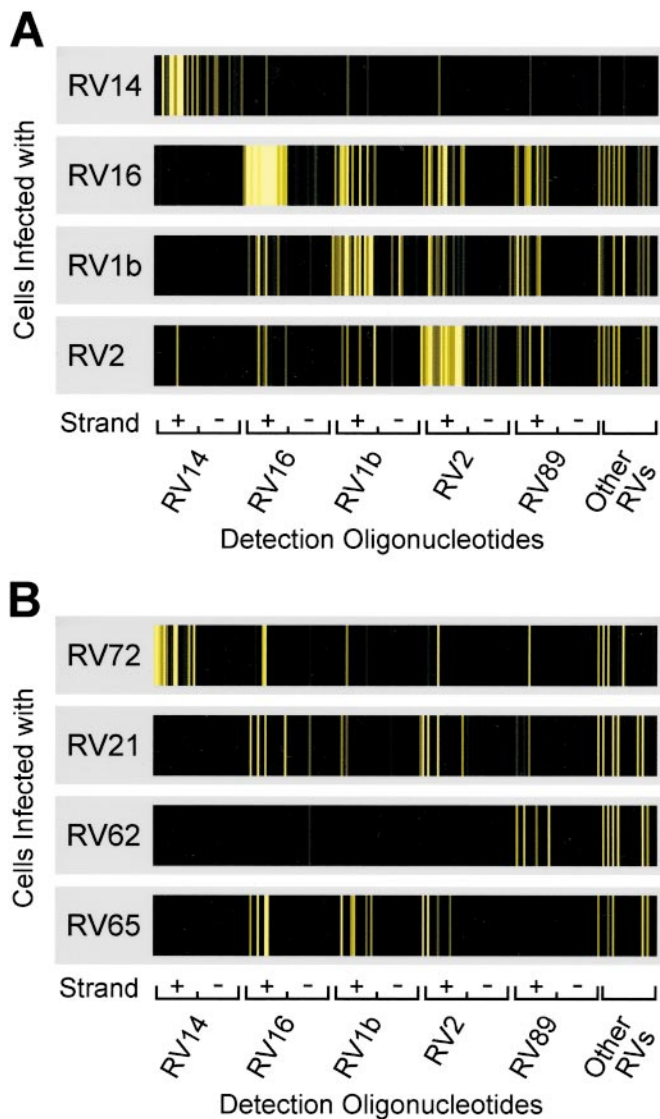 A
Cells Infected with
RV14
RV16
RV1b
RV2
Strand + - + - + - + - + -
RV14 RV16 RV1b RV2 RV89 Other RVs
Detection Oligonucleotides
B
Cells Infected with
RV72
RV21
RV62
RV65
Strand + - + - + - + - + -
RV14 RV16 RV1b RV2 RV89 Other RVs
Detection Oligonucleotides